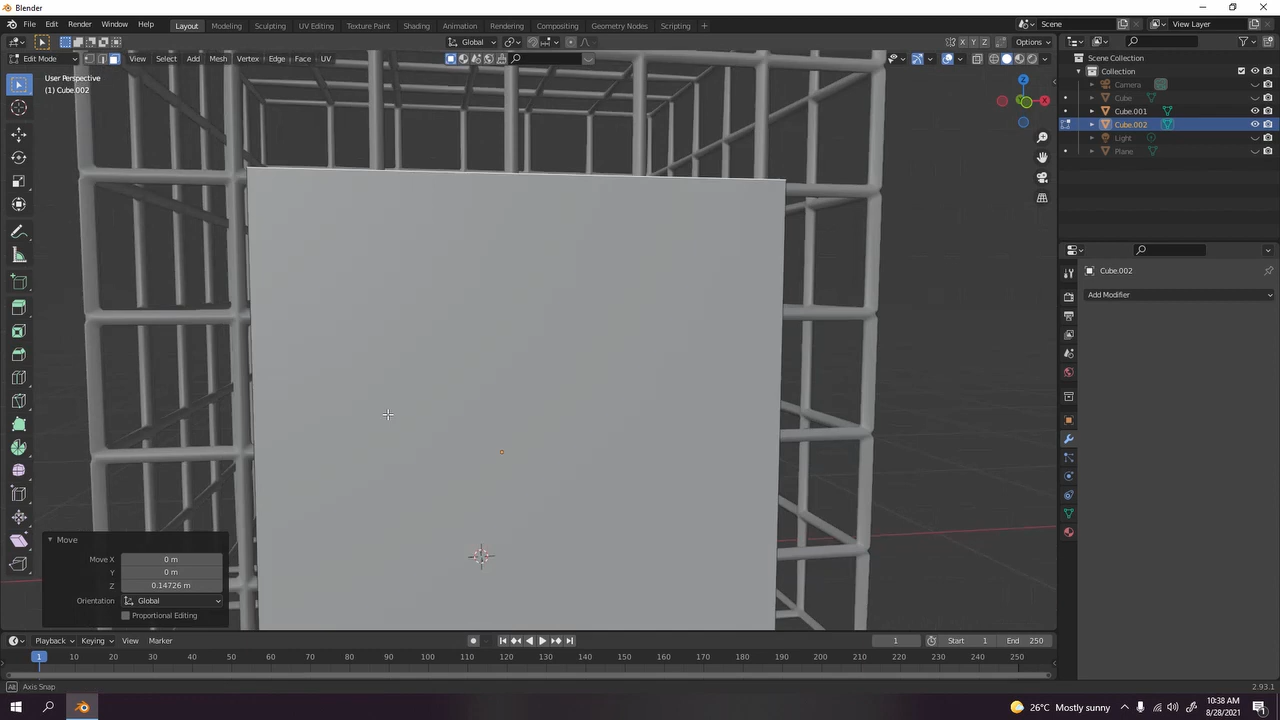 Blender
File Edit Render Window Help Layout Modeling Sculpting UV Editing Texture Paint Shading Animation Rendering Compositing Geometry Nodes Scripting + Scene View Layer
Global X Y Z Options
Edit Mode View Select Add Mesh Vertex Edge Face UV
User Perspective
(1) Cube.002
Scene Collection
Collection
Camera
Cube
Cube.001
Cube.002
Light
Plane
Z
X
Cube.002
Add Modifier
Move
Move X 0 m
Y 0 m
Z 0.14726 m
Orientation Global
Proportional Editing
Playback Keying View Marker 1 Start 1 End 250
1 10 20 30 40 50 60 70 80 90 100 110 120 130 140 150 160 170 180 190 200 210 220 230 240 250
Alt Axis Snap 2.93.1
26°C Mostly sunny 10:38 AM
8/28/2021 1